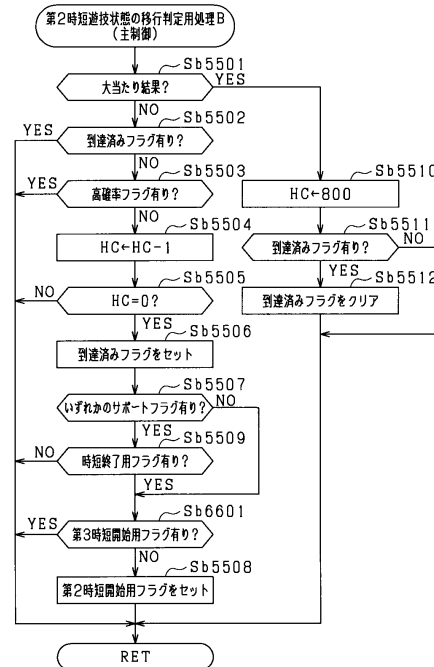 第2時短遊技状態の移行判定用処理B
(主制御)
Sb5501
大当たり結果?
YES
NO
Sb5502
YES
到達済みフラグ有り?
NO
Sb5503
YES
高確率フラグ有り?
NO
Sb5504
HC←HC-1
Sb5505
NO
HC=0?
YES
Sb5506
到達済みフラグをセット
Sb5507
いずれかのサポートフラグ有り?
NO
YES
Sb5509
NO
時短終了用フラグ有り?
YES
Sb6601
YES
第3時短開始用フラグ有り?
NO
Sb5508
第2時短開始用フラグをセット
Sb5510
HC←800
Sb5511
到達済みフラグ有り?
NO
YES
Sb5512
到達済みフラグをクリア
RET